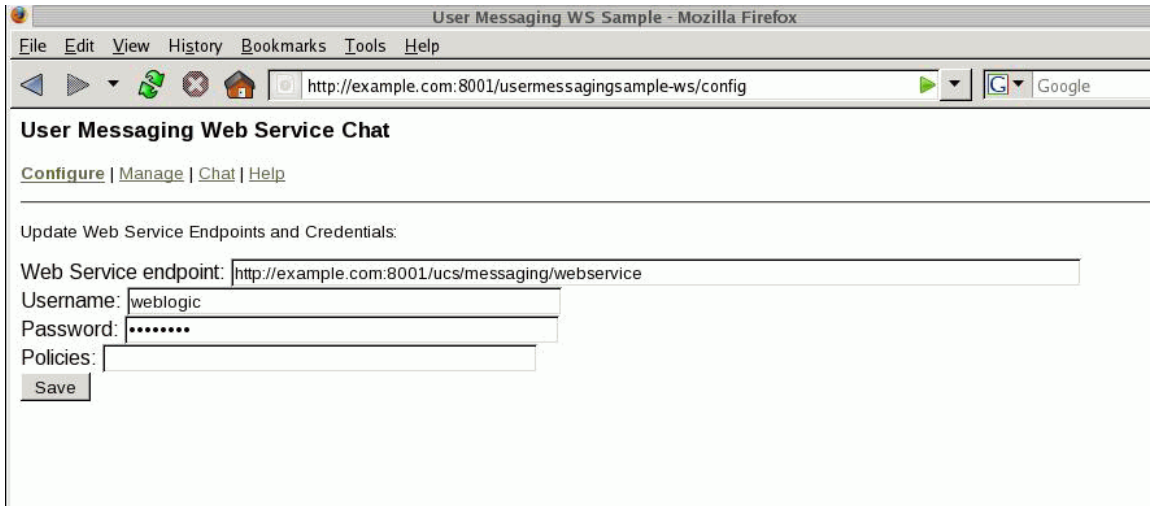 User Messaging WS Sample - Mozilla Firefox
File Edit View History Bookmarks Tools Help
http://example.com:8001/usermessagingsample-ws/config G Google
User Messaging Web Service Chat
Configure | Manage | Chat | Help
Update Web Service Endpoints and Credentials:
Web Service endpoint: http://example.com:8001/ucs/messaging/webservice
Username: weblogic
Password: ••••••••
Policies:
Save